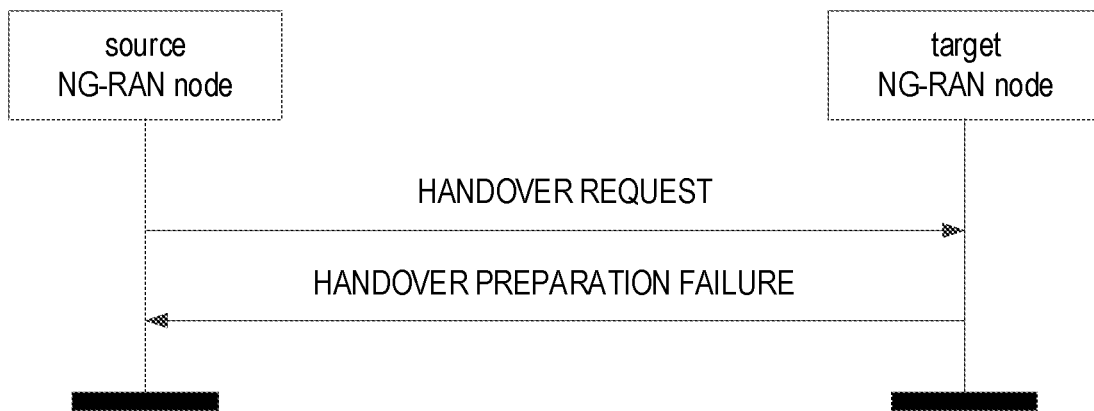 source
NG-RAN node
target
NG-RAN node
HANDOVER REQUEST
HANDOVER PREPARATION FAILURE